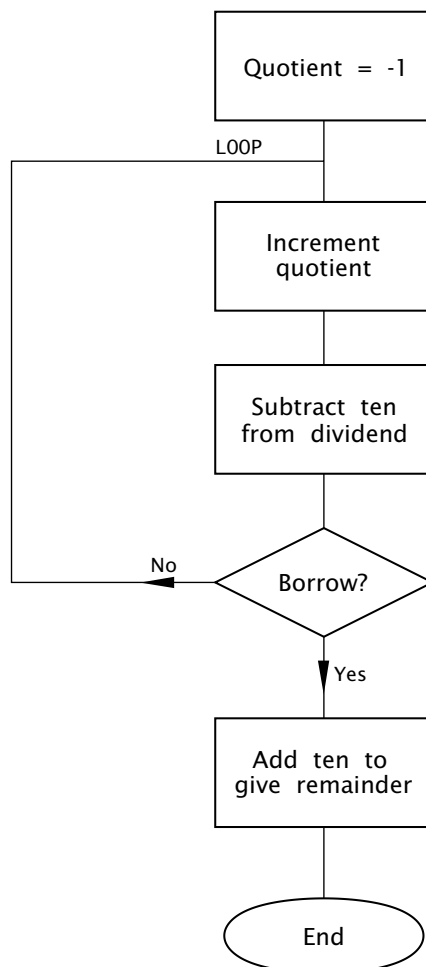 Quotient = -1
LOOP
Increment
quotient
Subtract ten
from dividend
No
Borrow?
Yes
Add ten to
give remainder
End